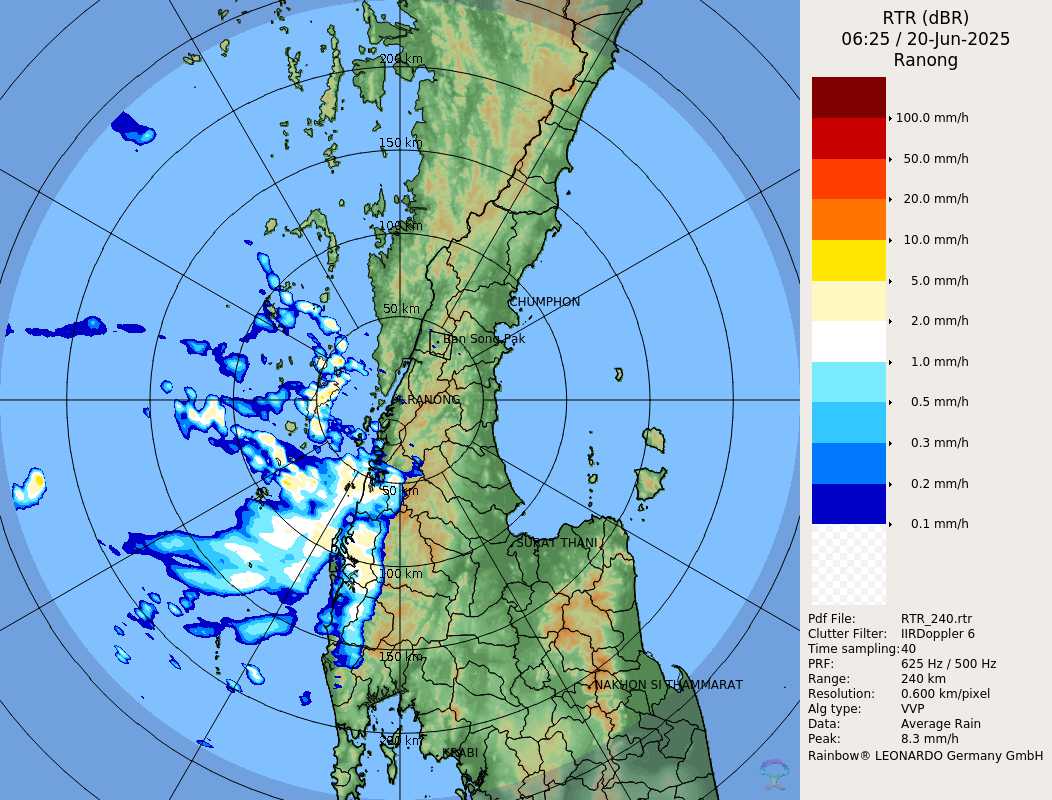 RTR (dBR)
06:25 / 20-Jun-2025
Ranong
100.0 mm/h
50.0 mm/h
20.0 mm/h
10.0 mm/h
5.0 mm/h
2.0 mm/h
1.0 mm/h
0.5 mm/h
0.3 mm/h
0.2 mm/h
0.1 mm/h
Pdf File: RTR_240.rtr
Clutter Filter: IIRDoppler 6
Time sampling:40
PRF: 625 Hz / 500 Hz
Range: 240 km
Resolution: 0.600 km/pixel
Alg type: VVP
Data: Average Rain
Peak: 8.3 mm/h
Rainbow® LEONARDO Germany GmbH
200 km
150 km
100 km
CHUMPHON
50 km
Ban Song Pak
RANONG
50 km
SURAT THANI
100 km
150 km
NAKHON SI THAMMARAT
200 km
KRABI